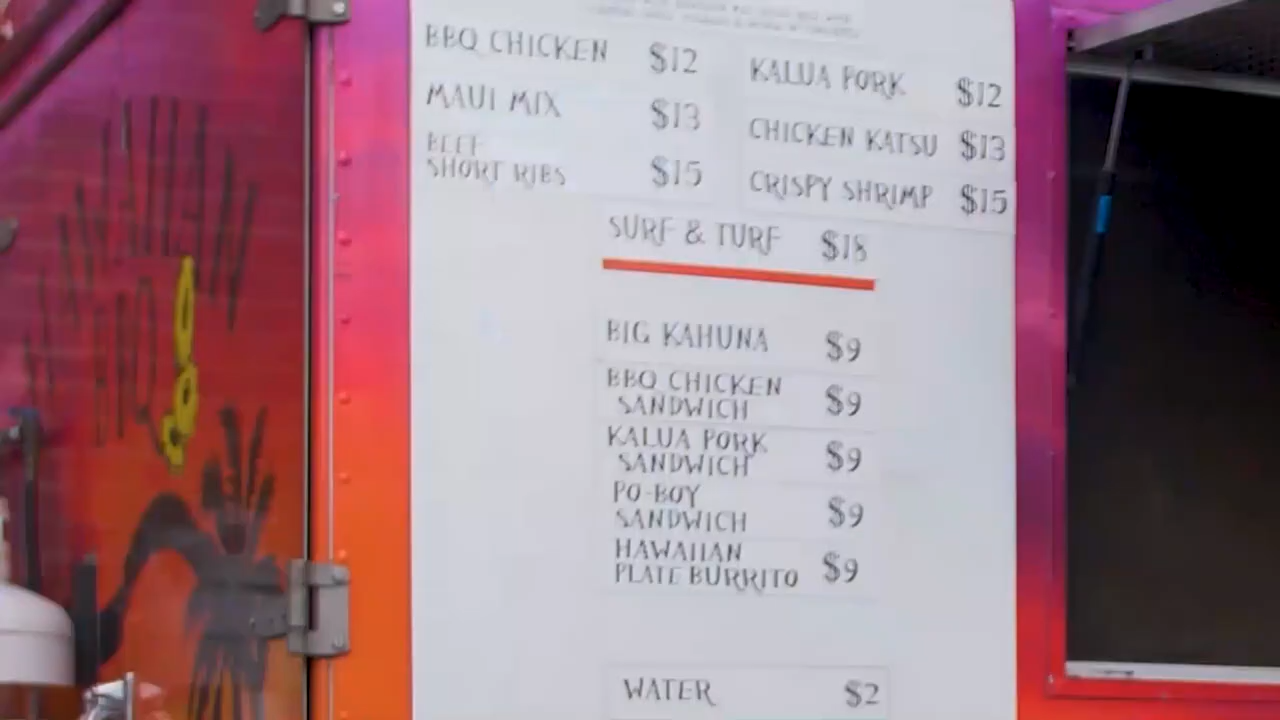 BBQ CHICKEN $12
MAUI MIX $13
BEEF
SHORT RIBS $15
KALUA PORK $12
CHICKEN KATSU $13
CRISPY SHRIMP $15
SURF & TURF $18
BIG KAHUNA $9
BBQ CHICKEN
SANDWICH $9
KALUA PORK
SANDWICH $9
PO-BOY
SANDWICH $9
HAWAIIAN
PLATE BURRITO $9
WATER $2